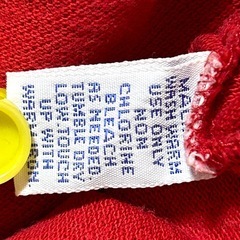 WASH WARM
USE ONLY
NON
CHLORINE
BLEACH
AS NEEDED
TUMBLE DRY
LOW TOUCH
UP WITH